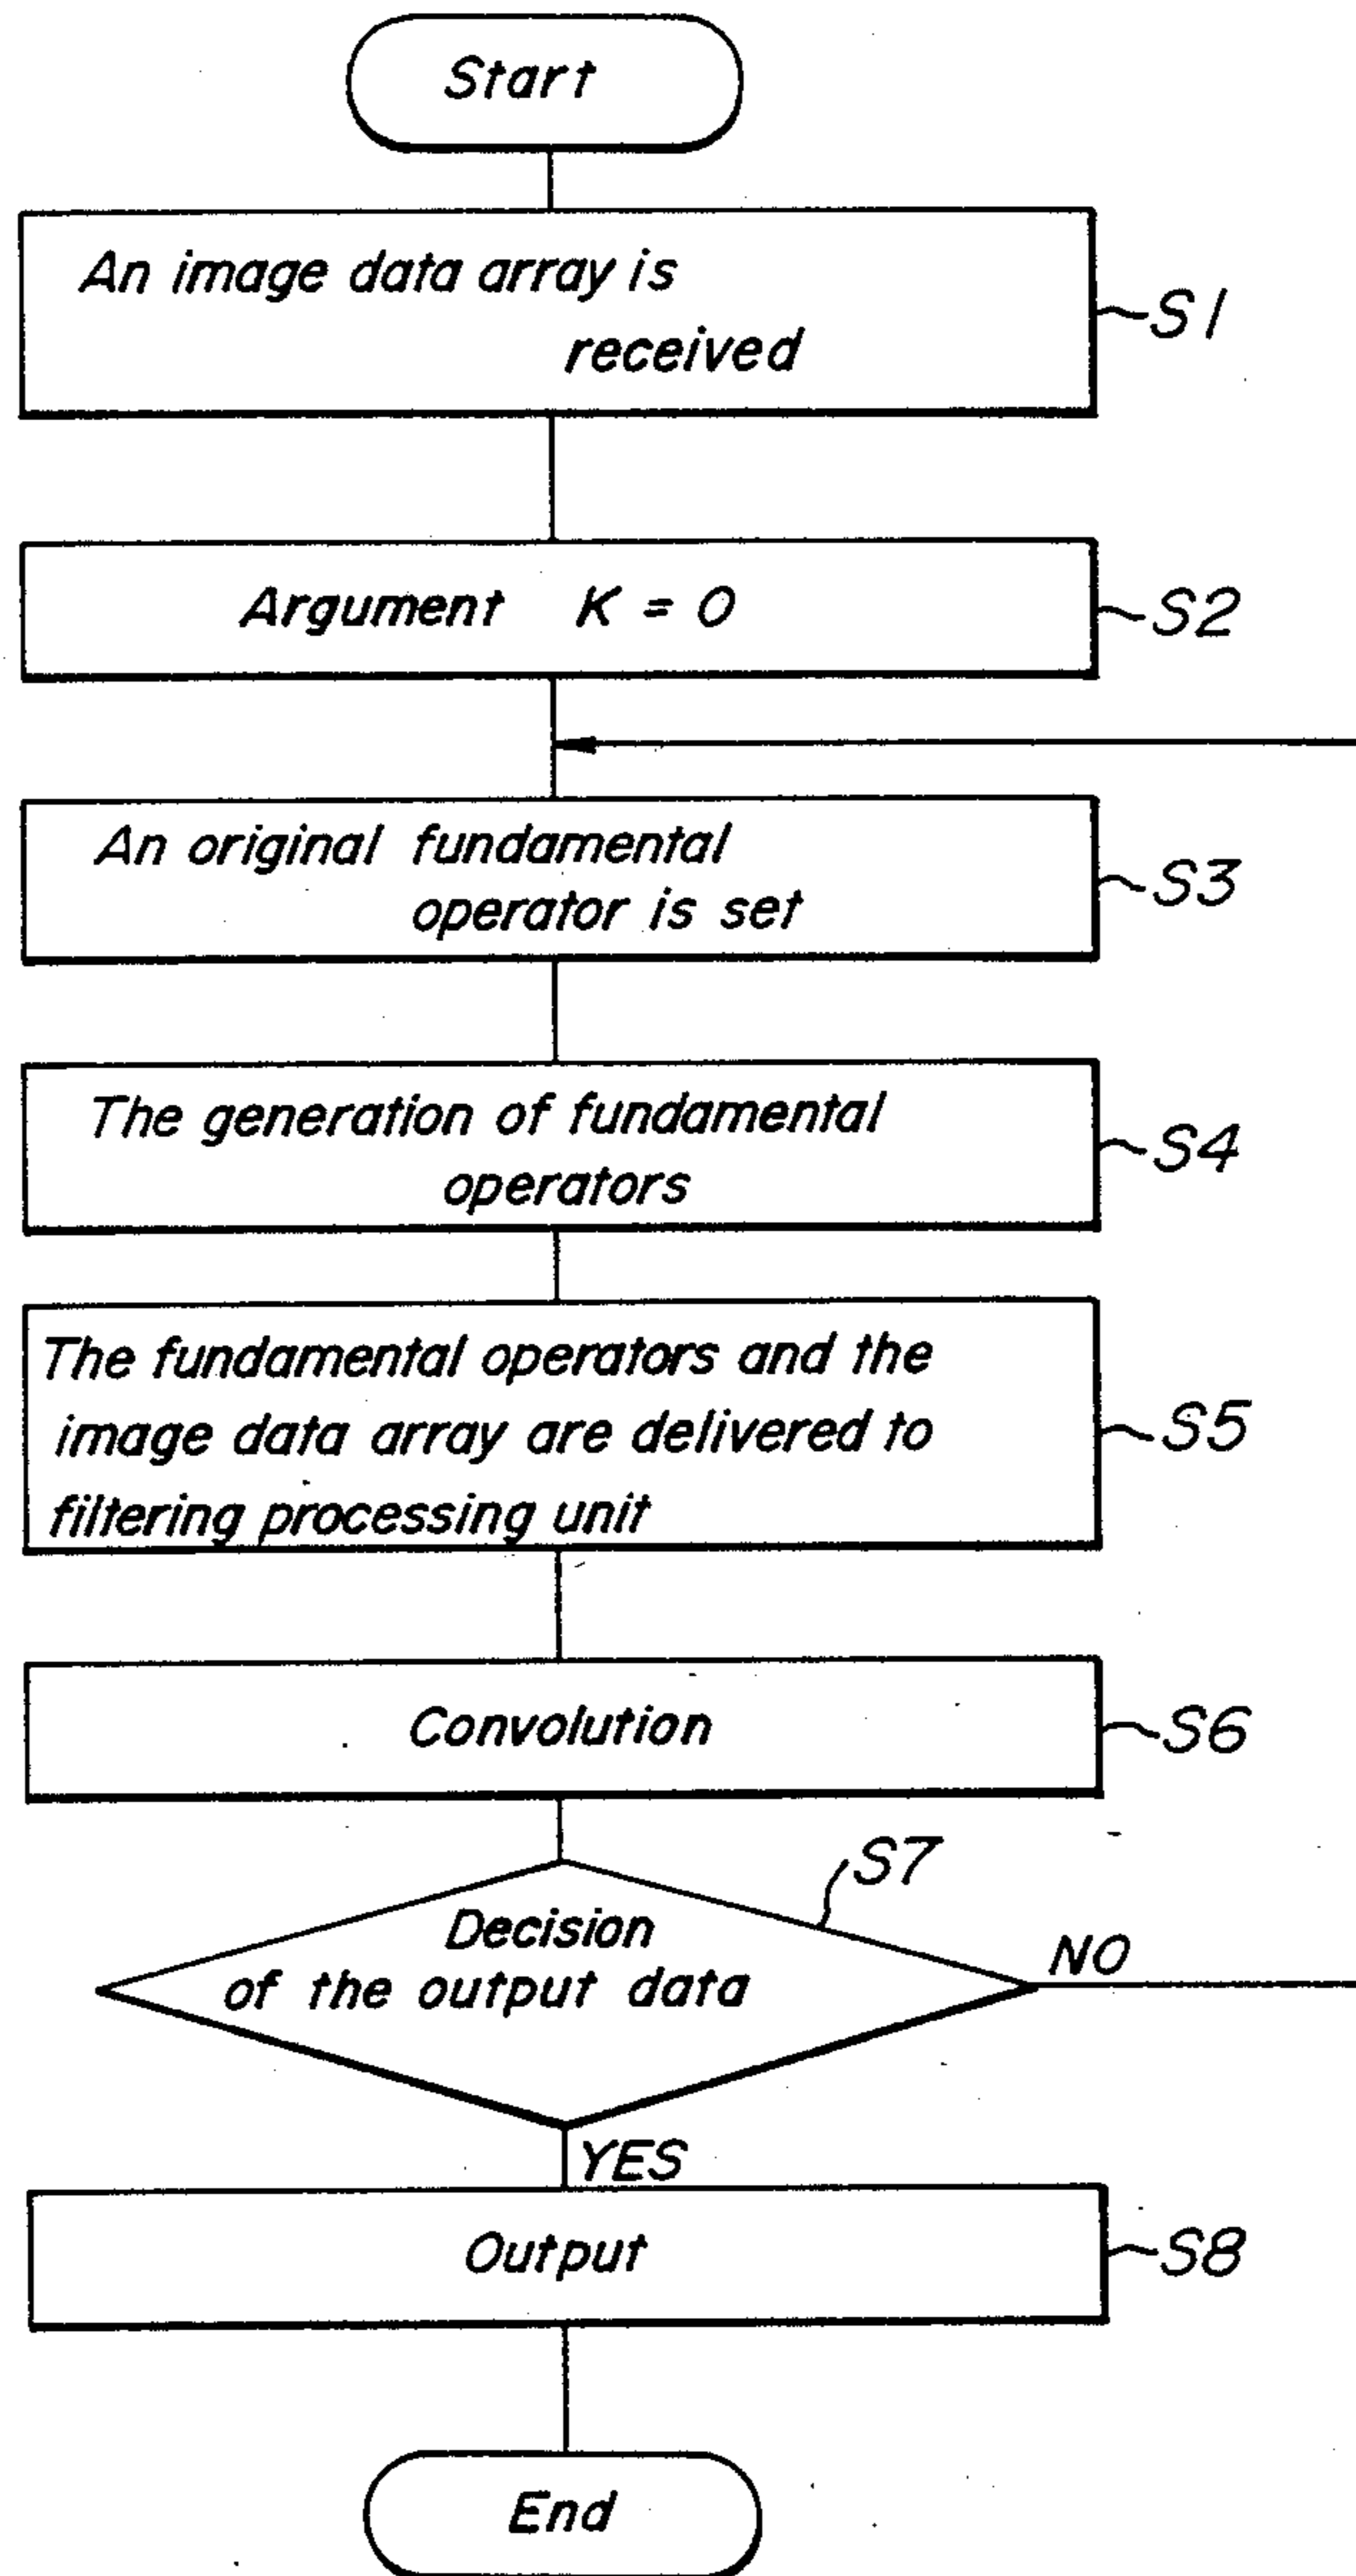 Start
An image data array is
received
S1
Argument K = 0
S2
An original fundamental
operator is set
S3
The generation of fundamental
operators
S4
The fundamental operators and the
image data array are delivered to
filtering processing unit
S5
Convolution
S6
S7
Decision
of the output data
NO
YES
Output
S8
End